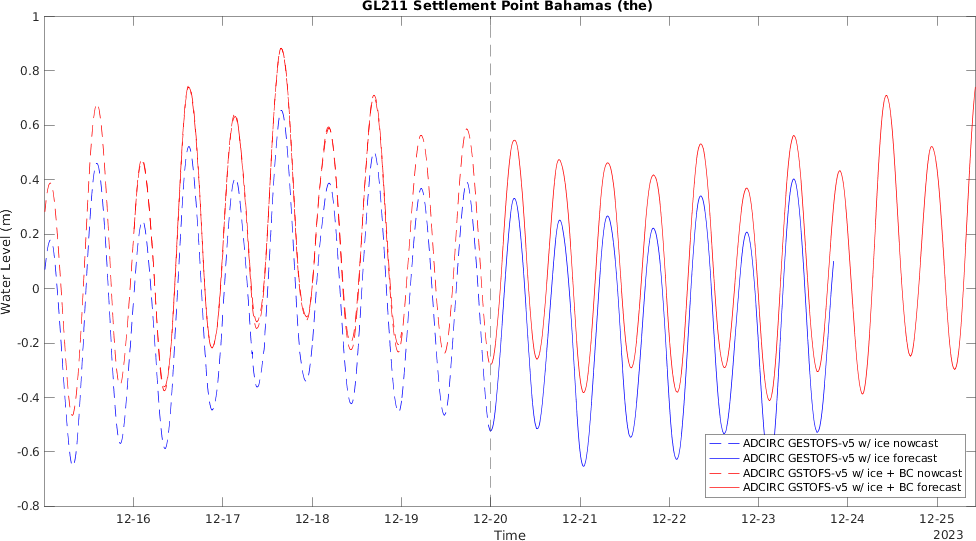 GL211 Settlement Point Bahamas (the)
1
0.8
0.6
0.4
0.2
0
-0.2
-0.4
-0.6
-0.8
Water Level (m)
12-16 12-17 12-18 12-19 12-20 12-21 12-22 12-23 12-24 12-25
Time
2023
ADCIRC GESTOFS-v5 w/ ice nowcast
ADCIRC GESTOFS-v5 w/ ice forecast
ADCIRC GSTOFS-v5 w/ ice + BC nowcast
ADCIRC GSTOFS-v5 w/ ice + BC forecast